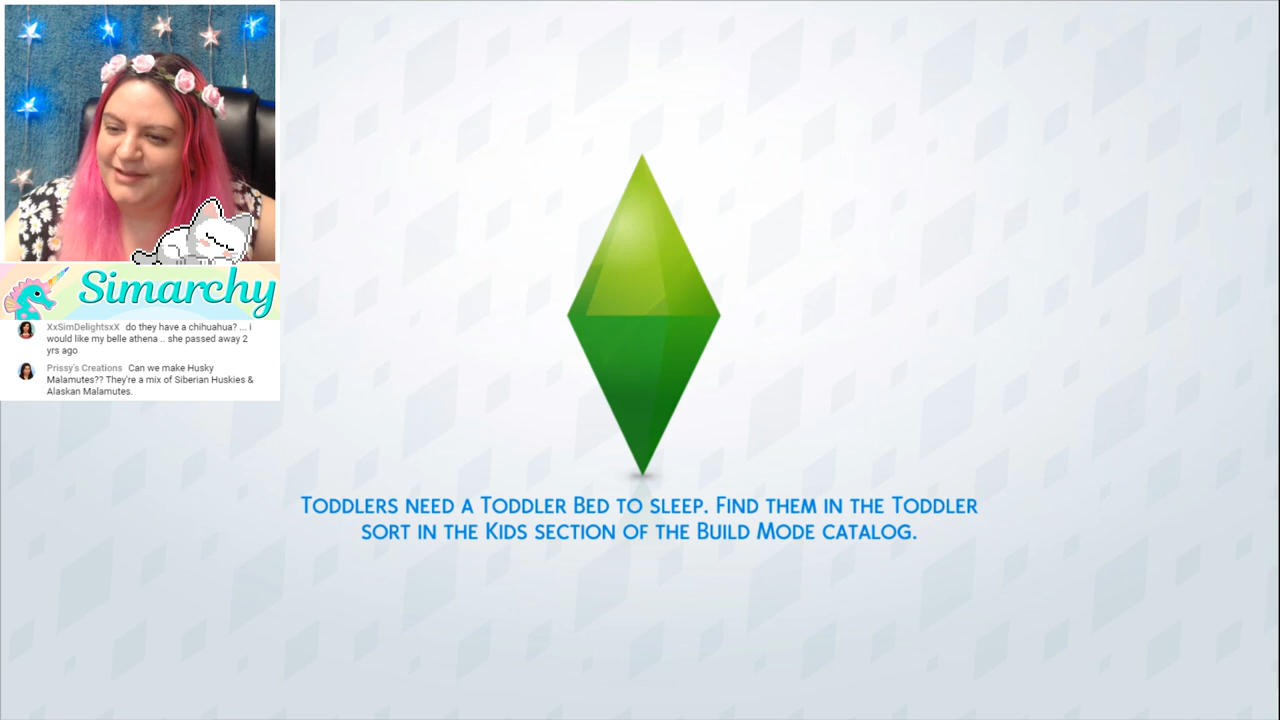 Simarchy
XxSimDelightsxX do they have a chihuahua? ... i
would like my belle athena .. she passed away 2
yrs ago
Prissy's Creations Can we make Husky
Malamutes?? They're a mix of Siberian Huskies &
Alaskan Malamutes.
TODDLERS NEED A TODDLER BED TO SLEEP. FIND THEM IN THE TODDLER
SORT IN THE KIDS SECTION OF THE BUILD MODE CATALOG.